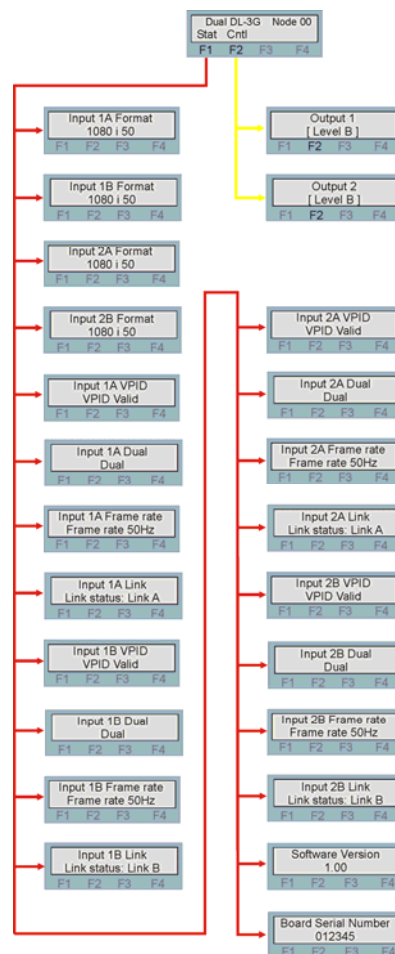 Dual DL-3G Node 00
Stat Cntl
F1 F2 F3 F4
Input 1A Format
1080 i 50
F1 F2 F3 F4
Input 1B Format
1080 i 50
F1 F2 F3 F4
Input 2A Format
1080 i 50
F1 F2 F3 F4
Input 2B Format
1080 i 50
F1 F2 F3 F4
Input 1A VPID
VPID Valid
F1 F2 F3 F4
Input 1A Dual
Dual
F1 F2 F3 F4
Input 1A Frame rate
Frame rate 50Hz
F1 F2 F3 F4
Input 1A Link
Link status: Link A
F1 F2 F3 F4
Input 1B VPID
VPID Valid
F1 F2 F3 F4
Input 1B Dual
Dual
F1 F2 F3 F4
Input 1B Frame rate
Frame rate 50Hz
F1 F2 F3 F4
Input 1B Link
Link status: Link B
F1 F2 F3 F4
Output 1
[ Level B ]
F1 F2 F3 F4
Output 2
[ Level B ]
F1 F2 F3 F4
Input 2A VPID
VPID Valid
F1 F2 F3 F4
Input 2A Dual
Dual
F1 F2 F3 F4
Input 2A Frame rate
Frame rate 50Hz
F1 F2 F3 F4
Input 2A Link
Link status: Link A
F1 F2 F3 F4
Input 2B VPID
VPID Valid
F1 F2 F3 F4
Input 2B Dual
Dual
F1 F2 F3 F4
Input 2B Frame rate
Frame rate 50Hz
F1 F2 F3 F4
Input 2B Link
Link status: Link B
F1 F2 F3 F4
Software Version
1.00
F1 F2 F3 F4
Board Serial Number
012345
F1 F2 F3 F4